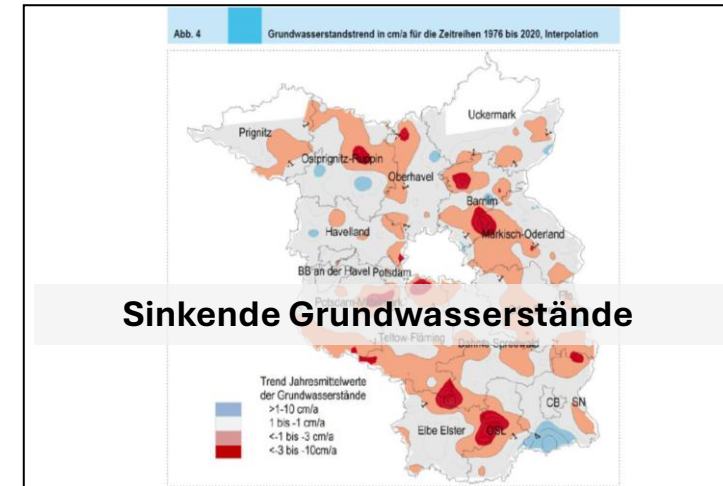 Abb. 4 Grundwasserstandstrend in cm/a für die Zeitreihen 1976 bis 2020, Interpolation
Uckermark
Prignitz
Ostprignitz-Ruppin
Oberhavel
Barnim
Havelland
Märkisch-Oderland
BB an der Havel Potsdam
Potsdam-Mittelmark
Sinkende Grundwasserstände
Teltow-Fläming
Dahme-Spreewald
Trend Jahresmittelwerte
der Grundwasserstände
>1-10 cm/a
1 bis -1 cm/a
<-1 bis -3 cm/a
<-3 bis -10cm/a
CB SN
Elbe Elster
OSL